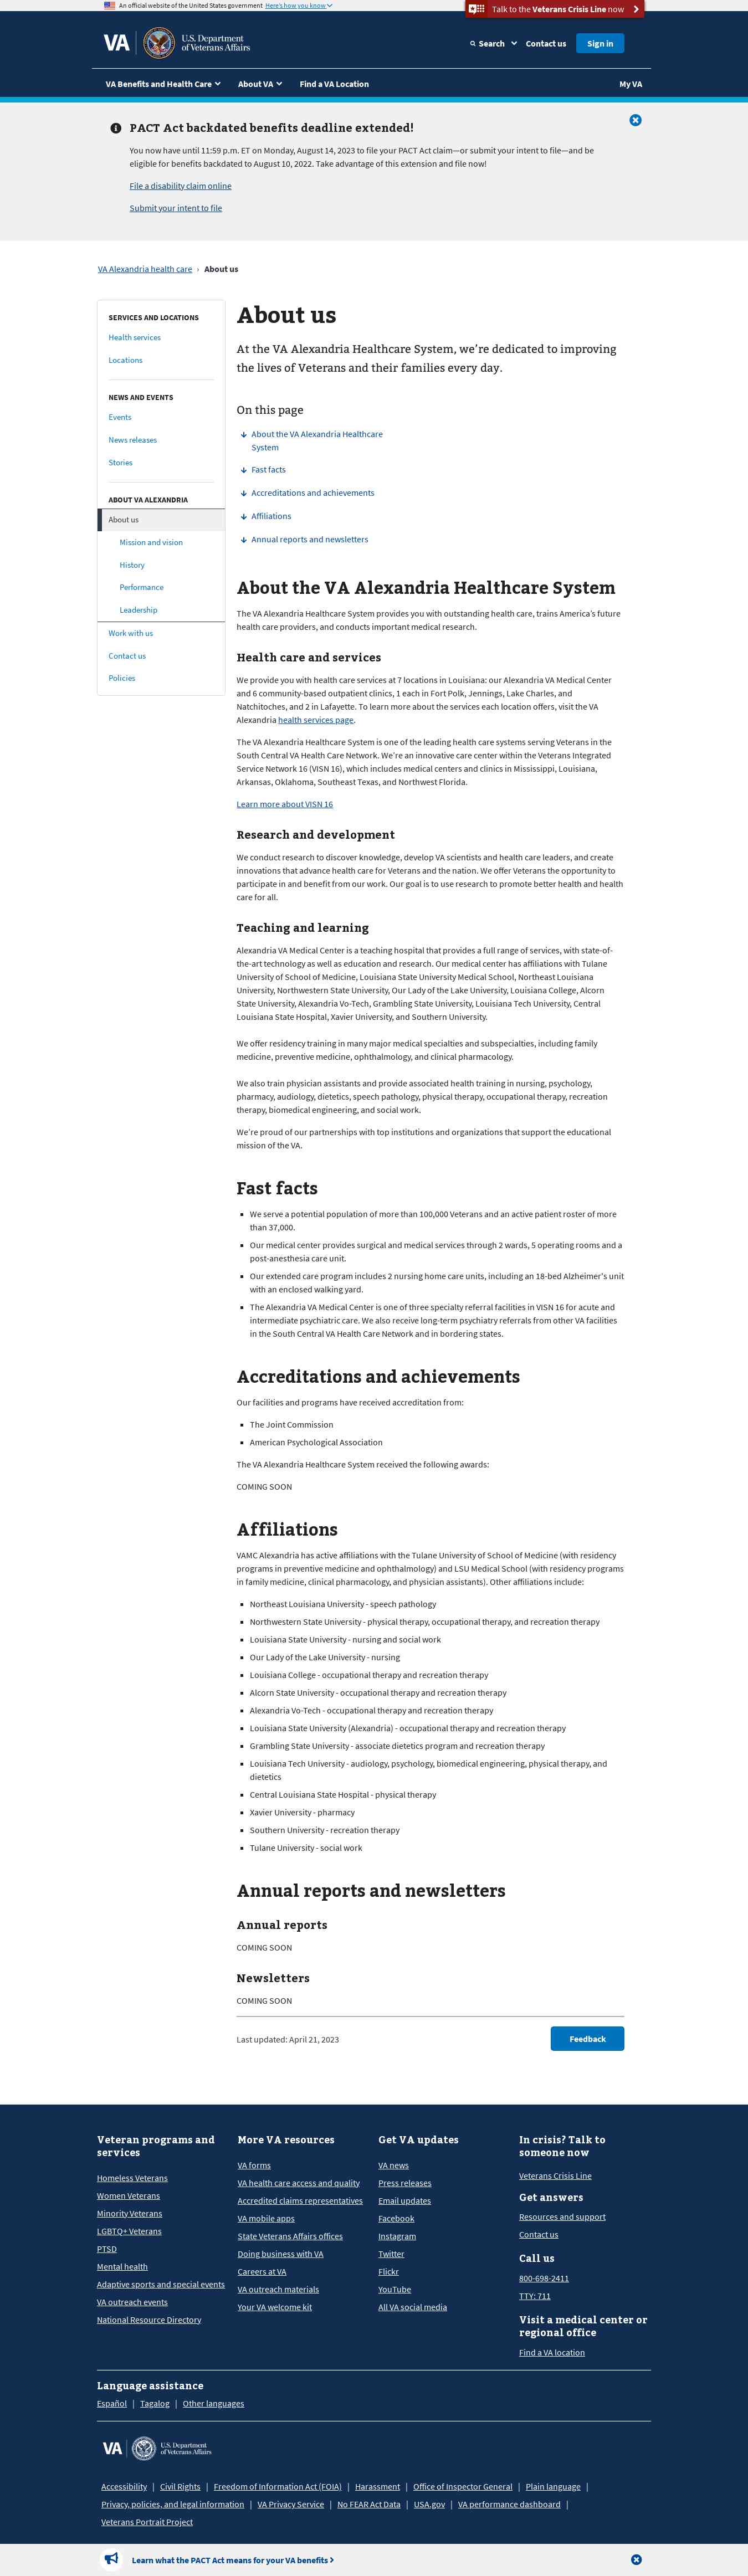 An official website of the United States government Here's how you know
Talk to the Veterans Crisis Line now
VA
U.S. Department
of Veterans Affairs
Search
Contact us
Sign in
VA Benefits and Health Care
About VA
Find a VA Location
My VA
PACT Act backdated benefits deadline extended!
You now have until 11:59 p.m. ET on Monday, August 14, 2023 to file your PACT Act claim—or submit your intent to file—and be
eligible for benefits backdated to August 10, 2022. Take advantage of this extension and file now!
File a disability claim online
Submit your intent to file
VA Alexandria health care › About us
SERVICES AND LOCATIONS
Health services
Locations
NEWS AND EVENTS
Events
News releases
Stories
ABOUT VA ALEXANDRIA
About us
Mission and vision
History
Performance
Leadership
Work with us
Contact us
Policies
About us
At the VA Alexandria Healthcare System, we're dedicated to improving
the lives of Veterans and their families every day.
On this page
About the VA Alexandria Healthcare
System
Fast facts
Accreditations and achievements
Affiliations
Annual reports and newsletters
About the VA Alexandria Healthcare System
The VA Alexandria Healthcare System provides you with outstanding health care, trains America's future
health care providers, and conducts important medical research.
Health care and services
We provide you with health care services at 7 locations in Louisiana: our Alexandria VA Medical Center
and 6 community-based outpatient clinics, 1 each in Fort Polk, Jennings, Lake Charles, and
Natchitoches, and 2 in Lafayette. To learn more about the services each location offers, visit the VA
Alexandria health services page.
The VA Alexandria Healthcare System is one of the leading health care systems serving Veterans in the
South Central VA Health Care Network. We're an innovative care center within the Veterans Integrated
Service Network 16 (VISN 16), which includes medical centers and clinics in Mississippi, Louisiana,
Arkansas, Oklahoma, Southeast Texas, and Northwest Florida.
Learn more about VISN 16
Research and development
We conduct research to discover knowledge, develop VA scientists and health care leaders, and create
innovations that advance health care for Veterans and the nation. We offer Veterans the opportunity to
participate in and benefit from our work. Our goal is to use research to promote better health and health
care for all.
Teaching and learning
Alexandria VA Medical Center is a teaching hospital that provides a full range of services, with state-of-
the-art technology as well as education and research. Our medical center has affiliations with Tulane
University of School of Medicine, Louisiana State University Medical School, Northeast Louisiana
University, Northwestern State University, Our Lady of the Lake University, Louisiana College, Alcorn
State University, Alexandria Vo-Tech, Grambling State University, Louisiana Tech University, Central
Louisiana State Hospital, Xavier University, and Southern University.
We offer residency training in many major medical specialties and subspecialties, including family
medicine, preventive medicine, ophthalmology, and clinical pharmacology.
We also train physician assistants and provide associated health training in nursing, psychology,
pharmacy, audiology, dietetics, speech pathology, physical therapy, occupational therapy, recreation
therapy, biomedical engineering, and social work.
We're proud of our partnerships with top institutions and organizations that support the educational
mission of the VA.
Fast facts
We serve a potential population of more than 100,000 Veterans and an active patient roster of more
than 37,000.
Our medical center provides surgical and medical services through 2 wards, 5 operating rooms and a
post-anesthesia care unit.
Our extended care program includes 2 nursing home care units, including an 18-bed Alzheimer's unit
with an enclosed walking yard.
The Alexandria VA Medical Center is one of three specialty referral facilities in VISN 16 for acute and
intermediate psychiatric care. We also receive long-term psychiatry referrals from other VA facilities
in the South Central VA Health Care Network and in bordering states.
Accreditations and achievements
Our facilities and programs have received accreditation from:
The Joint Commission
American Psychological Association
The VA Alexandria Healthcare System received the following awards:
COMING SOON
Affiliations
VAMC Alexandria has active affiliations with the Tulane University of School of Medicine (with residency
programs in preventive medicine and ophthalmology) and LSU Medical School (with residency programs
in family medicine, clinical pharmacology, and physician assistants). Other affiliations include:
Northeast Louisiana University - speech pathology
Northwestern State University - physical therapy, occupational therapy, and recreation therapy
Louisiana State University - nursing and social work
Our Lady of the Lake University - nursing
Louisiana College - occupational therapy and recreation therapy
Alcorn State University - occupational therapy and recreation therapy
Alexandria Vo-Tech - occupational therapy and recreation therapy
Louisiana State University (Alexandria) - occupational therapy and recreation therapy
Grambling State University - associate dietetics program and recreation therapy
Louisiana Tech University - audiology, psychology, biomedical engineering, physical therapy, and
dietetics
Central Louisiana State Hospital - physical therapy
Xavier University - pharmacy
Southern University - recreation therapy
Tulane University - social work
Annual reports and newsletters
Annual reports
COMING SOON
Newsletters
COMING SOON
Last updated: April 21, 2023
Feedback
Veteran programs and
services
Homeless Veterans
Women Veterans
Minority Veterans
LGBTQ+ Veterans
PTSD
Mental health
Adaptive sports and special events
VA outreach events
National Resource Directory
More VA resources
VA forms
VA health care access and quality
Accredited claims representatives
VA mobile apps
State Veterans Affairs offices
Doing business with VA
Careers at VA
VA outreach materials
Your VA welcome kit
Get VA updates
VA news
Press releases
Email updates
Facebook
Instagram
Twitter
Flickr
YouTube
All VA social media
In crisis? Talk to
someone now
Veterans Crisis Line
Get answers
Resources and support
Contact us
Call us
800-698-2411
TTY: 711
Visit a medical center or
regional office
Find a VA location
Language assistance
Español | Tagalog | Other languages
VA
U.S. Department
of Veterans Affairs
Accessibility | Civil Rights | Freedom of Information Act (FOIA) | Harassment | Office of Inspector General | Plain language |
Privacy, policies, and legal information | VA Privacy Service | No FEAR Act Data | USA.gov | VA performance dashboard |
Veterans Portrait Project
Learn what the PACT Act means for your VA benefits